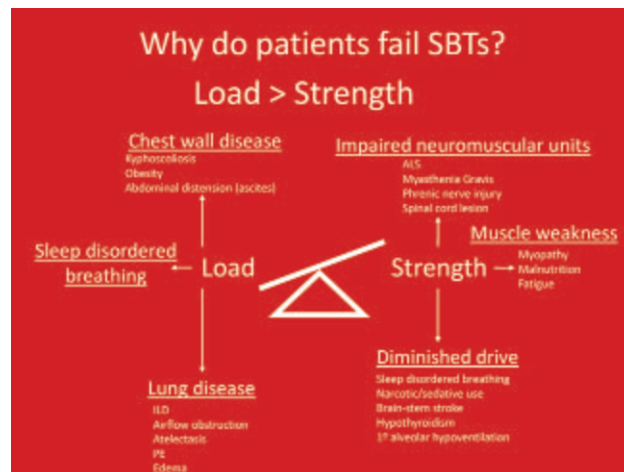 Why do patients fail SBTs?
Load > Strength
Chest wall disease
Kyphoscoliosis
Obesity
Abdominal distension (ascites)
Impaired neuromuscular units
ALS
Myasthenia Gravis
Phrenic nerve injury
Spinal cord lesion
Muscle weakness
Myopathy
Malnutrition
Fatigue
Sleep disordered
breathing
Load
Strength
Lung disease
ILD
Airflow obstruction
Atelectasis
PE
Edema
Diminished drive
Sleep disordered breathing
Narcotic/sedative use
Brain-stem stroke
Hypothyroidism
1º alveolar hypoventilation